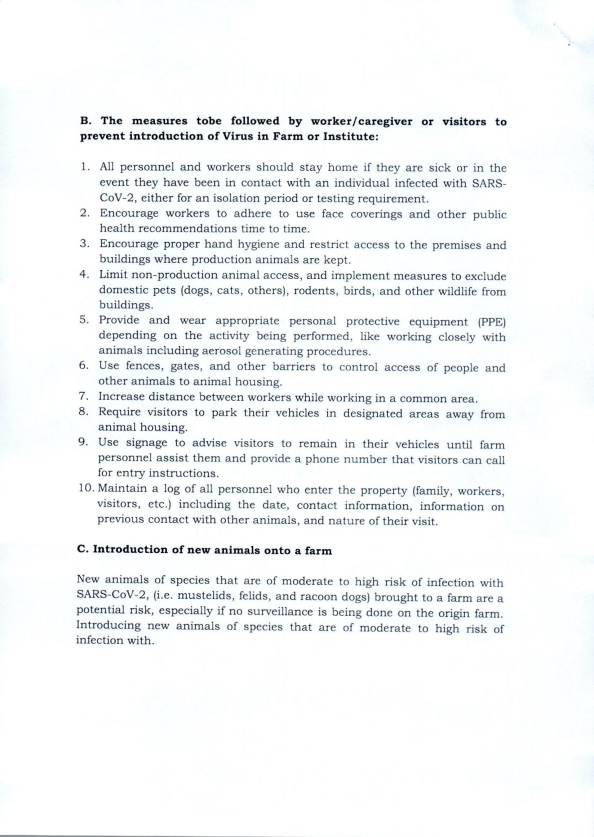 B. The measures tobe followed by worker/caregiver or visitors to
prevent introduction of Virus in Farm or Institute:
1. All personnel and workers should stay home if they are sick or in the
event they have been in contact with an individual infected with SARS-
CoV-2, either for an isolation period or testing requirement.
2. Encourage workers to adhere to use face coverings and other public
health recommendations time to time.
3. Encourage proper hand hygiene and restrict access to the premises and
buildings where production animals are kept.
4. Limit non-production animal access, and implement measures to exclude
domestic pets (dogs, cats, others), rodents, birds, and other wildlife from
buildings.
5. Provide and wear appropriate personal protective equipment (PPE)
depending on the activity being performed, like working closely with
animals including aerosol generating procedures.
6. Use fences, gates, and other barriers to control access of people and
other animals to animal housing.
7. Increase distance between workers while working in a common area.
8. Require visitors to park their vehicles in designated areas away from
animal housing.
9. Use signage to advise visitors to remain in their vehicles until farm
personnel assist them and provide a phone number that visitors can call
for entry instructions.
10. Maintain a log of all personnel who enter the property (family, workers,
visitors, etc.) including the date, contact information, information on
previous contact with other animals, and nature of their visit.
C. Introduction of new animals onto a farm
New animals of species that are of moderate to high risk of infection with
SARS-CoV-2, (i.e. mustelids, felids, and racoon dogs) brought to a farm are a
potential risk, especially if no surveillance is being done on the origin farm.
Introducing new animals of species that are of moderate to high risk of
infection with.